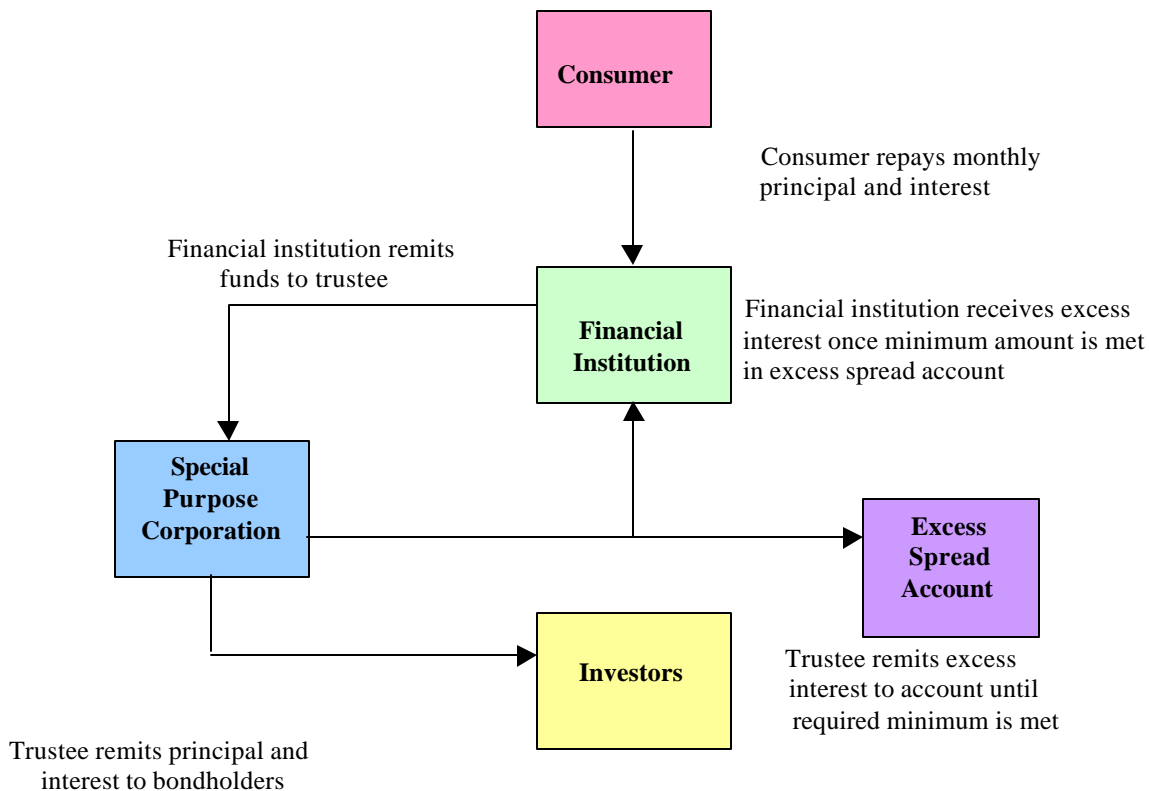 Consumer
Consumer repays monthly
principal and interest
Financial institution remits
funds to trustee
Financial
Institution
Financial institution receives excess
interest once minimum amount is met
in excess spread account
Special
Purpose
Corporation
Excess
Spread
Account
Investors
Trustee remits excess
interest to account until
required minimum is met
Trustee remits principal and
interest to bondholders